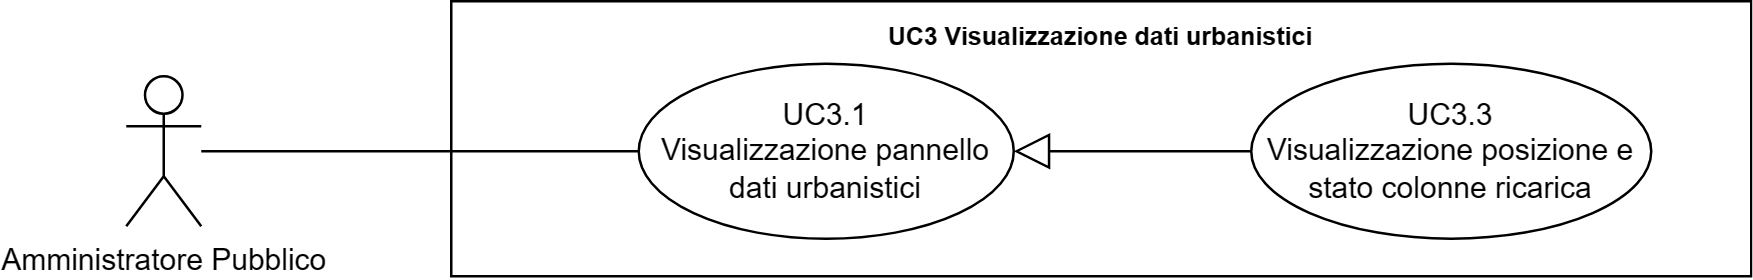 UC3 Visualizzazione dati urbanistici
UC3.1
Visualizzazione pannello
dati urbanistici
UC3.3
Visualizzazione posizione e
stato colonne ricarica
Amministratore Pubblico